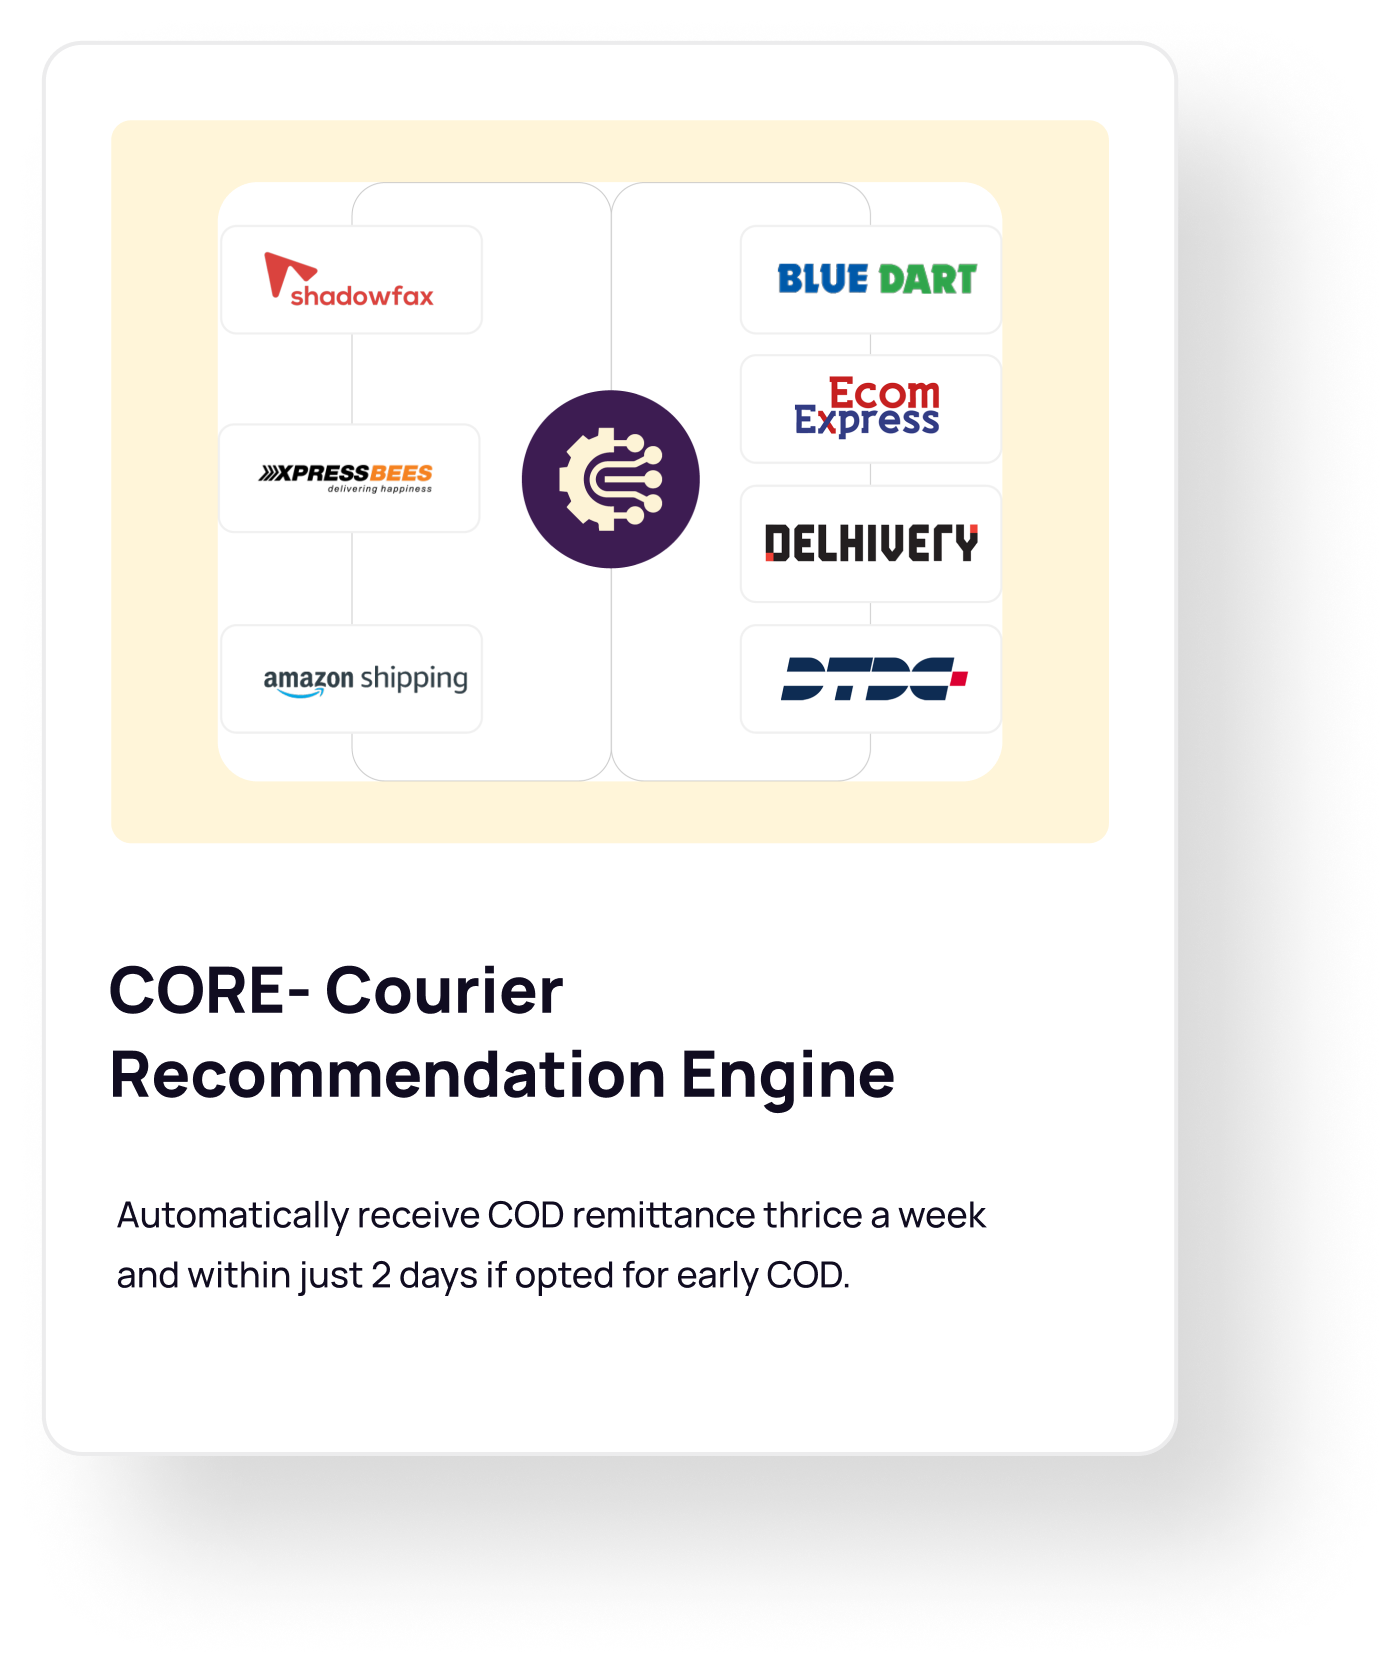 shadowfax
BLUE DART
Ecom
Express
XPRESSBEES
delivering happiness
DELHIVERY
amazon shipping
DTDC
CORE- Courier
Recommendation Engine
Automatically receive COD remittance thrice a week
and within just 2 days if opted for early COD.